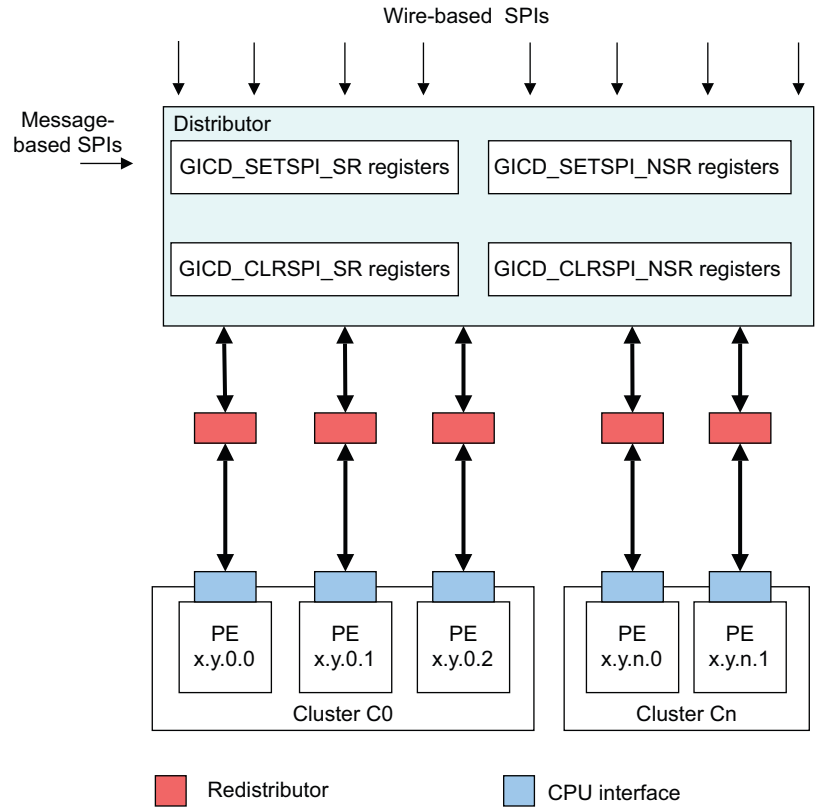 Wire-based SPIs
Message-
based SPIs
Distributor
GICD_SETSPI_SR registers
GICD_SETSPI_NSR registers
GICD_CLRSPI_SR registers
GICD_CLRSPI_NSR registers
PE
x.y.0.0
PE
x.y.0.1
PE
x.y.0.2
PE
x.y.n.0
PE
x.y.n.1
Cluster C0
Cluster Cn
Redistributor
CPU interface